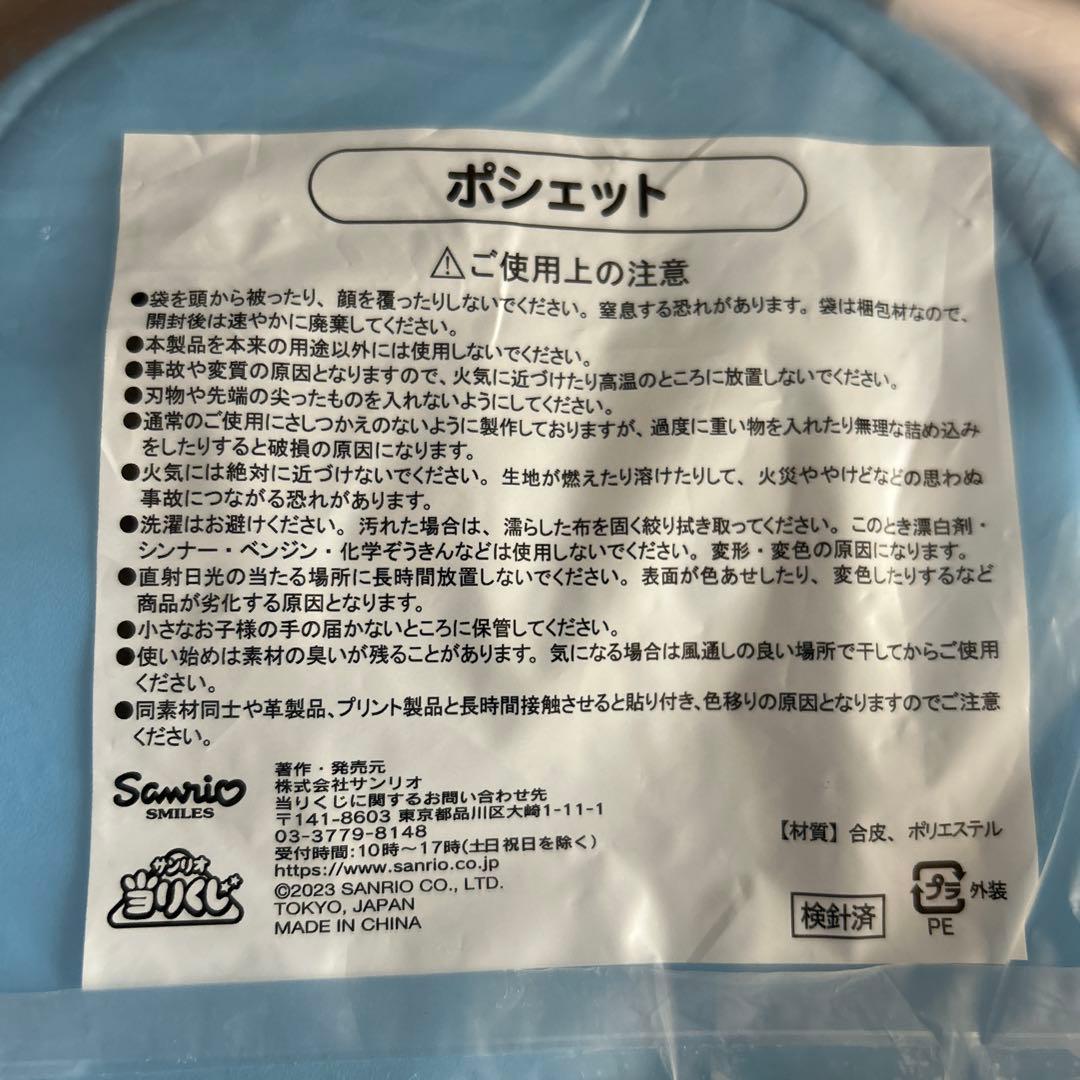 ポシェット
⚠ご使用上の注意
●袋を頭から被ったり、顔を覆ったりしないでください。窒息する恐れがあります。袋は梱包材なので、
開封後は速やかに廃棄してください。
●本製品を本来の用途以外には使用しないでください。
●事故や変質の原因となりますので、火気に近づけたり高温のところに放置しないでください。
●刃物や先端の尖ったものを入れないようにしてください。
●通常のご使用にさしつかえのないように製作しておりますが、過度に重い物を入れたり無理な詰め込み
をしたりすると破損の原因になります。
●火気には絶対に近づけないでください。生地が燃えたり溶けたりして、火災ややけどなどの思わぬ
事故につながる恐れがあります。
●洗濯はお避けください。汚れた場合は、濡らした布を固く絞り拭き取ってください。このとき漂白剤・
シンナー・ベンジン・化学ぞうきんなどは使用しないでください。変形・変色の原因になります。
●直射日光の当たる場所に長時間放置しないでください。表面が色あせしたり、変色したりするなど
商品が劣化する原因となります。
●小さなお子様の手の届かないところに保管してください。
●使い始めは素材の臭いが残ることがあります。気になる場合は風通しの良い場所で干してからご使用
ください。
●同素材同士や革製品、プリント製品と長時間接触させると貼り付き、色移りの原因となりますのでご注意
ください。
Sanrio
SMILES
サンリオ
当りくじ
著作・発売元
株式会社サンリオ
当りくじに関するお問い合わせ先
〒141-8603 東京都品川区大崎1-11-1
03-3779-8148
受付時間:10時～17時(土日祝日を除く)
https://www.sanrio.co.jp
©2023 SANRIO CO., LTD.
TOKYO, JAPAN
MADE IN CHINA
【材質】合皮、ポリエステル
検針済
プラ 外装
PE